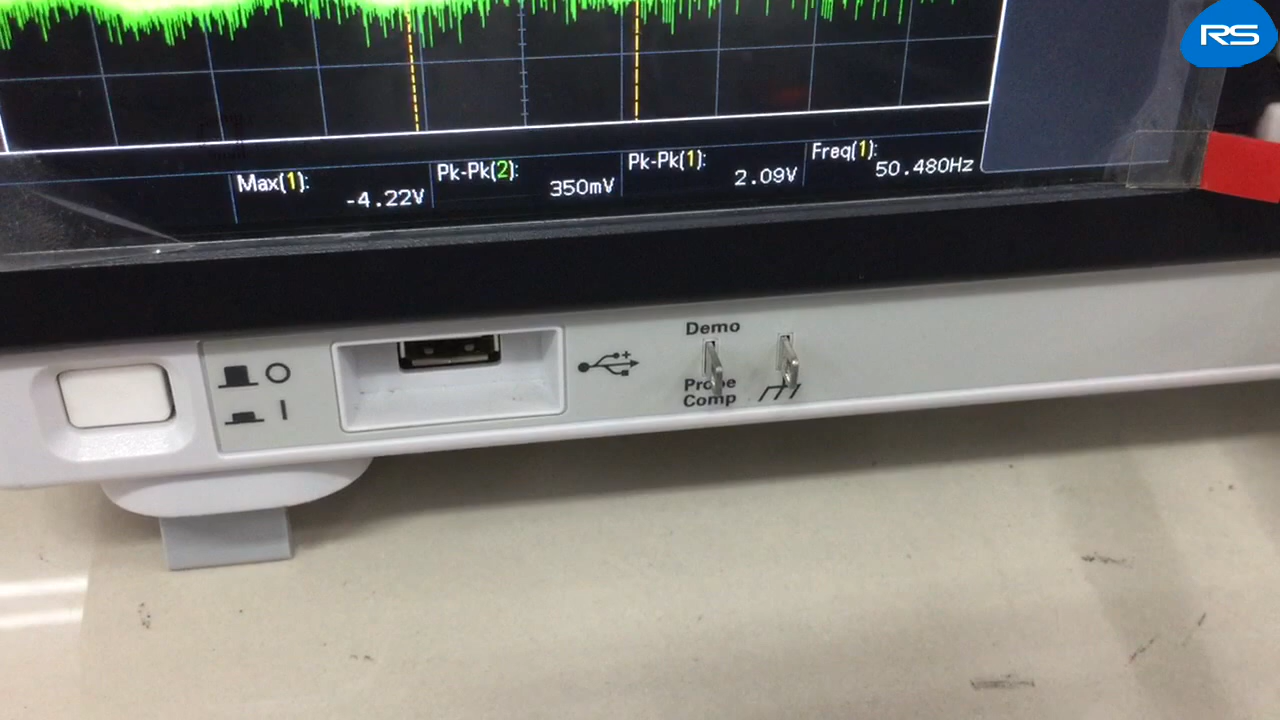 RS
Max(1):
-4.22V
Pk-Pk(2):
350mV
Pk-Pk(1):
2.09V
Freq(1):
50.480Hz
Demo
Probe
Comp